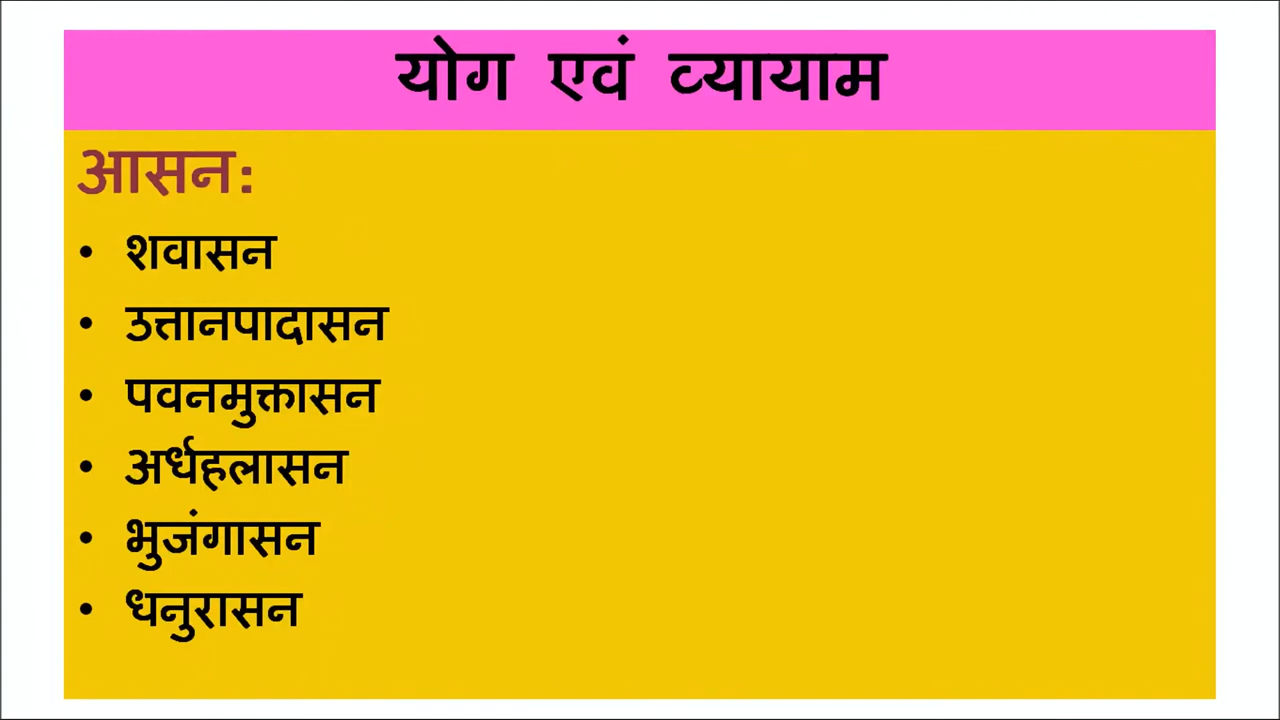 योग एवं व्यायाम
आसन:
• शवासन
• उत्तानपादासन
• पवनमुक्तासन
• अर्धहलासन
• भुजंगासन
• धनुरासन